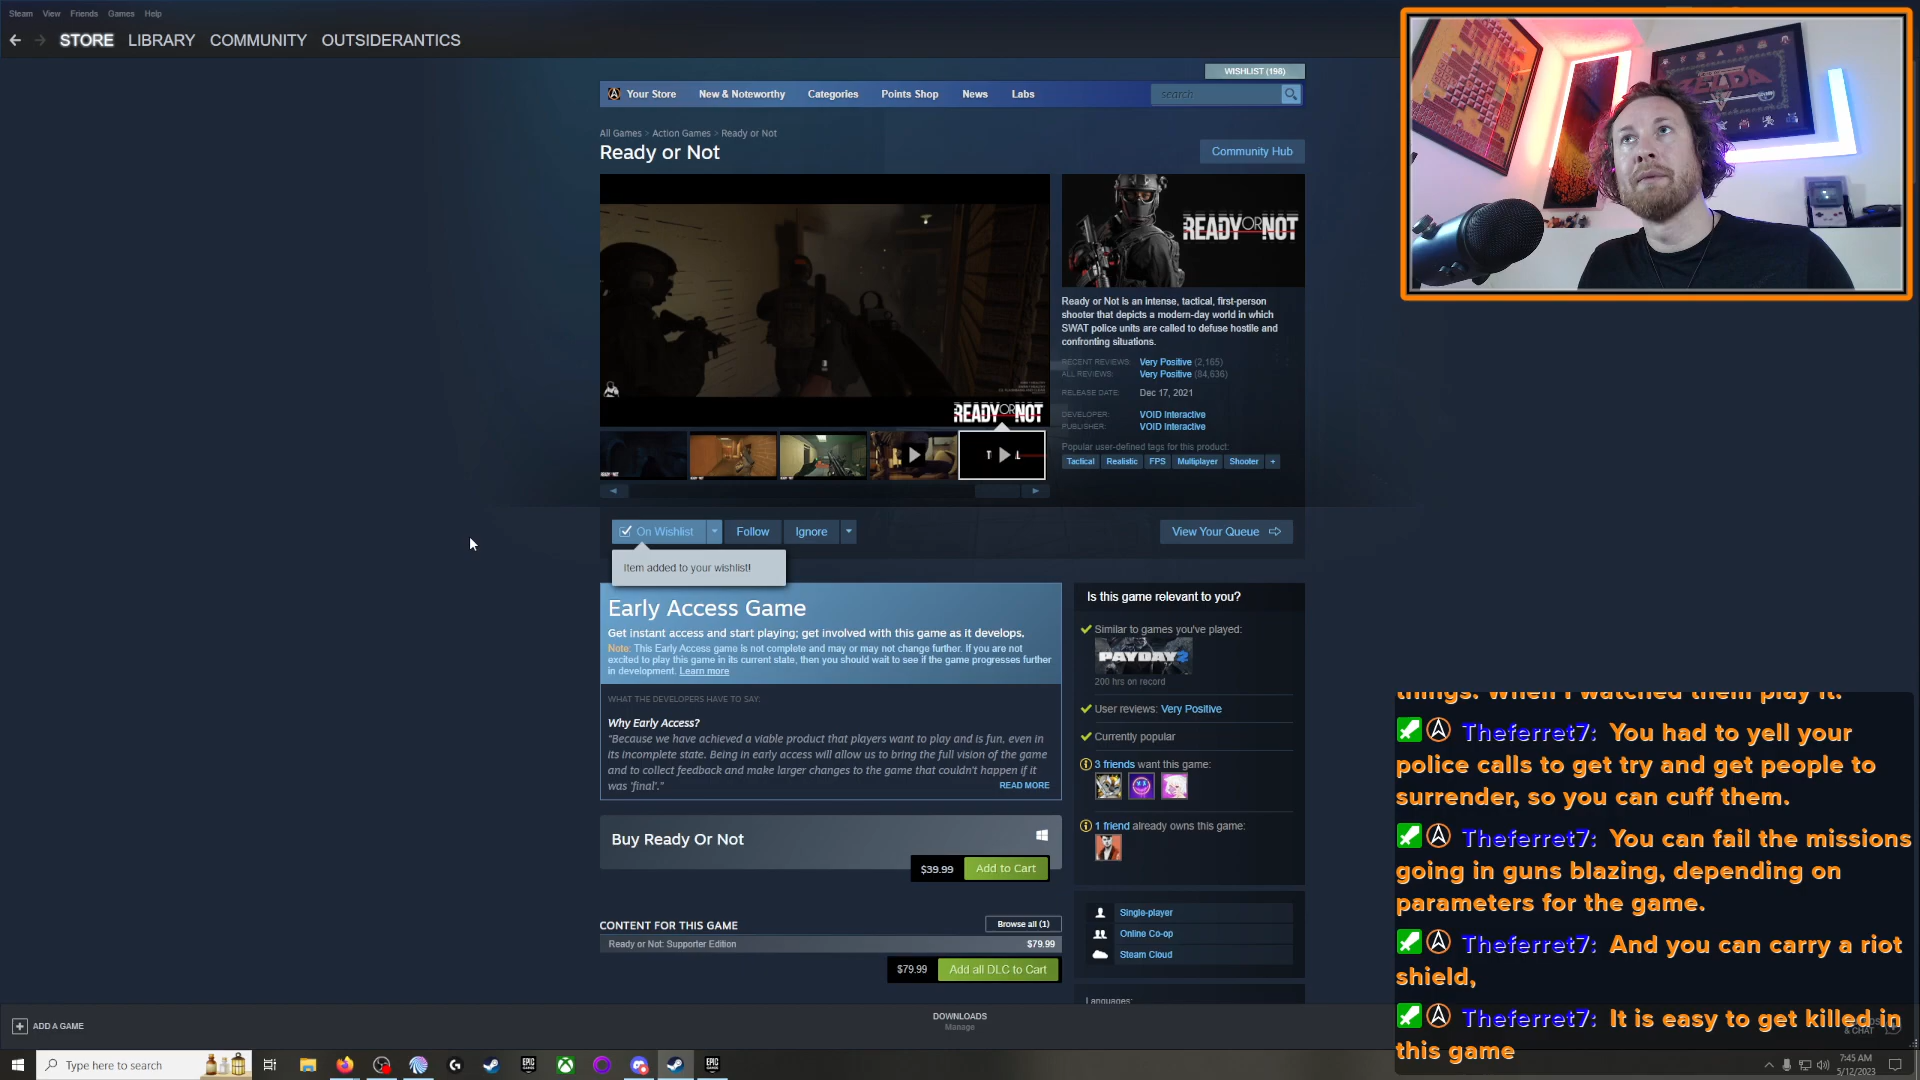 Steam View Friends Games Help
STORE LIBRARY COMMUNITY OUTSIDERANTICS
WISHLIST (198)
Your Store New & Noteworthy Categories Points Shop News Labs search
All Games > Action Games > Ready or Not
Ready or Not
Community Hub
READY OR NOT
READY OR NOT
Ready or Not is an intense, tactical, first-person
shooter that depicts a modern-day world in which
SWAT police units are called to defuse hostile and
confronting situations.
RECENT REVIEWS: Very Positive (2,165)
ALL REVIEWS: Very Positive (84,636)
RELEASE DATE: Dec 17, 2021
DEVELOPER: VOID Interactive
PUBLISHER: VOID Interactive
Popular user-defined tags for this product:
Tactical Realistic FPS Multiplayer Shooter +
On Wishlist Follow Ignore View Your Queue
Item added to your wishlist!
Early Access Game
Get instant access and start playing; get involved with this game as it develops.
Note: This Early Access game is not complete and may or may not change further. If you are not
excited to play this game in its current state, then you should wait to see if the game progresses further
in development. Learn more
WHAT THE DEVELOPERS HAVE TO SAY:
Why Early Access?
“Because we have achieved a viable product that players want to play and is fun, even in
its incomplete state. Being in early access will allow us to bring the full vision of the game
and to collect feedback and make larger changes to the game that couldn't happen if it
was 'final'.”
READ MORE
Buy Ready Or Not
$39.99 Add to Cart
CONTENT FOR THIS GAME Browse all (1)
Ready or Not: Supporter Edition $79.99
$79.99 Add all DLC to Cart
Is this game relevant to you?
Similar to games you've played:
PAYDAY 2
200 hrs on record
User reviews: Very Positive
Currently popular
3 friends want this game:
1 friend already owns this game:
Single-player
Online Co-op
Steam Cloud
Languages:
ZELDA
things. When I watched them play it.
Theferret7: You had to yell your
police calls to get try and get people to
surrender, so you can cuff them.
Theferret7: You can fail the missions
going in guns blazing, depending on
parameters for the game.
Theferret7: And you can carry a riot
shield,
Theferret7: It is easy to get killed in
this game
ADD A GAME
DOWNLOADS
Manage
& CHAT
Type here to search
EPIC GAMES
EPIC GAMES
7:45 AM
5/12/2023